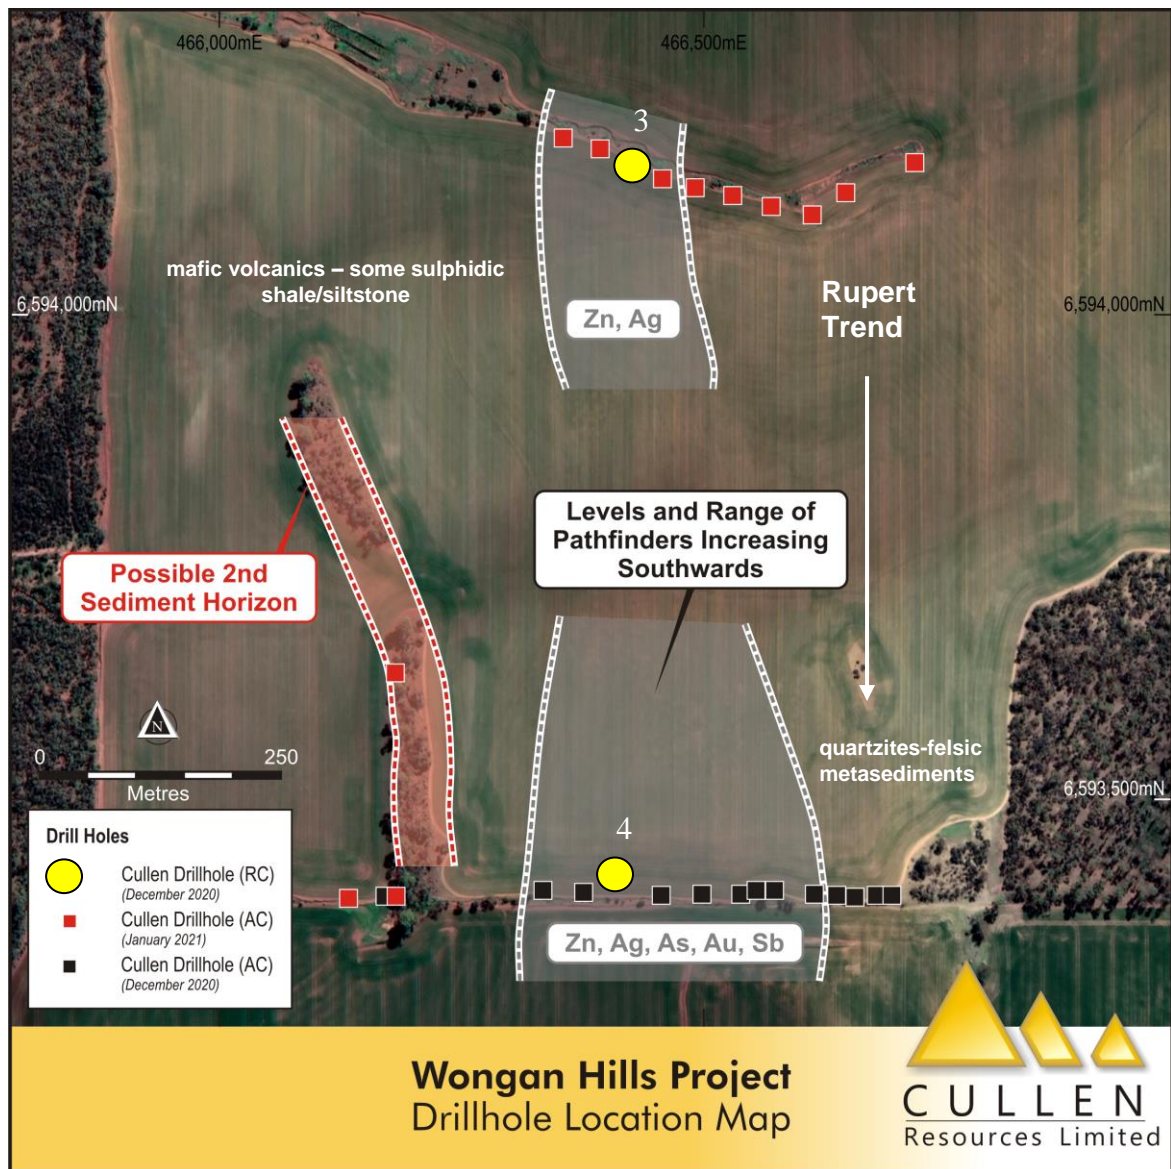 466,000mE
466,500mE
3
mafic volcanics – some sulphidic
shale/siltstone
6,594,000mN
Zn, Ag
Rupert
Trend
6,594,000mN
Levels and Range of
Pathfinders Increasing
Southwards
Possible 2nd
Sediment Horizon
N
0
250
Metres
quartzites-felsic
metasediments
6,593,500mN
Drill Holes
Cullen Drillhole (RC)
(December 2020)
Cullen Drillhole (AC)
(January 2021)
Cullen Drillhole (AC)
(December 2020)
4
Zn, Ag, As, Au, Sb
Wongan Hills Project
Drillhole Location Map
CULLEN
Resources Limited